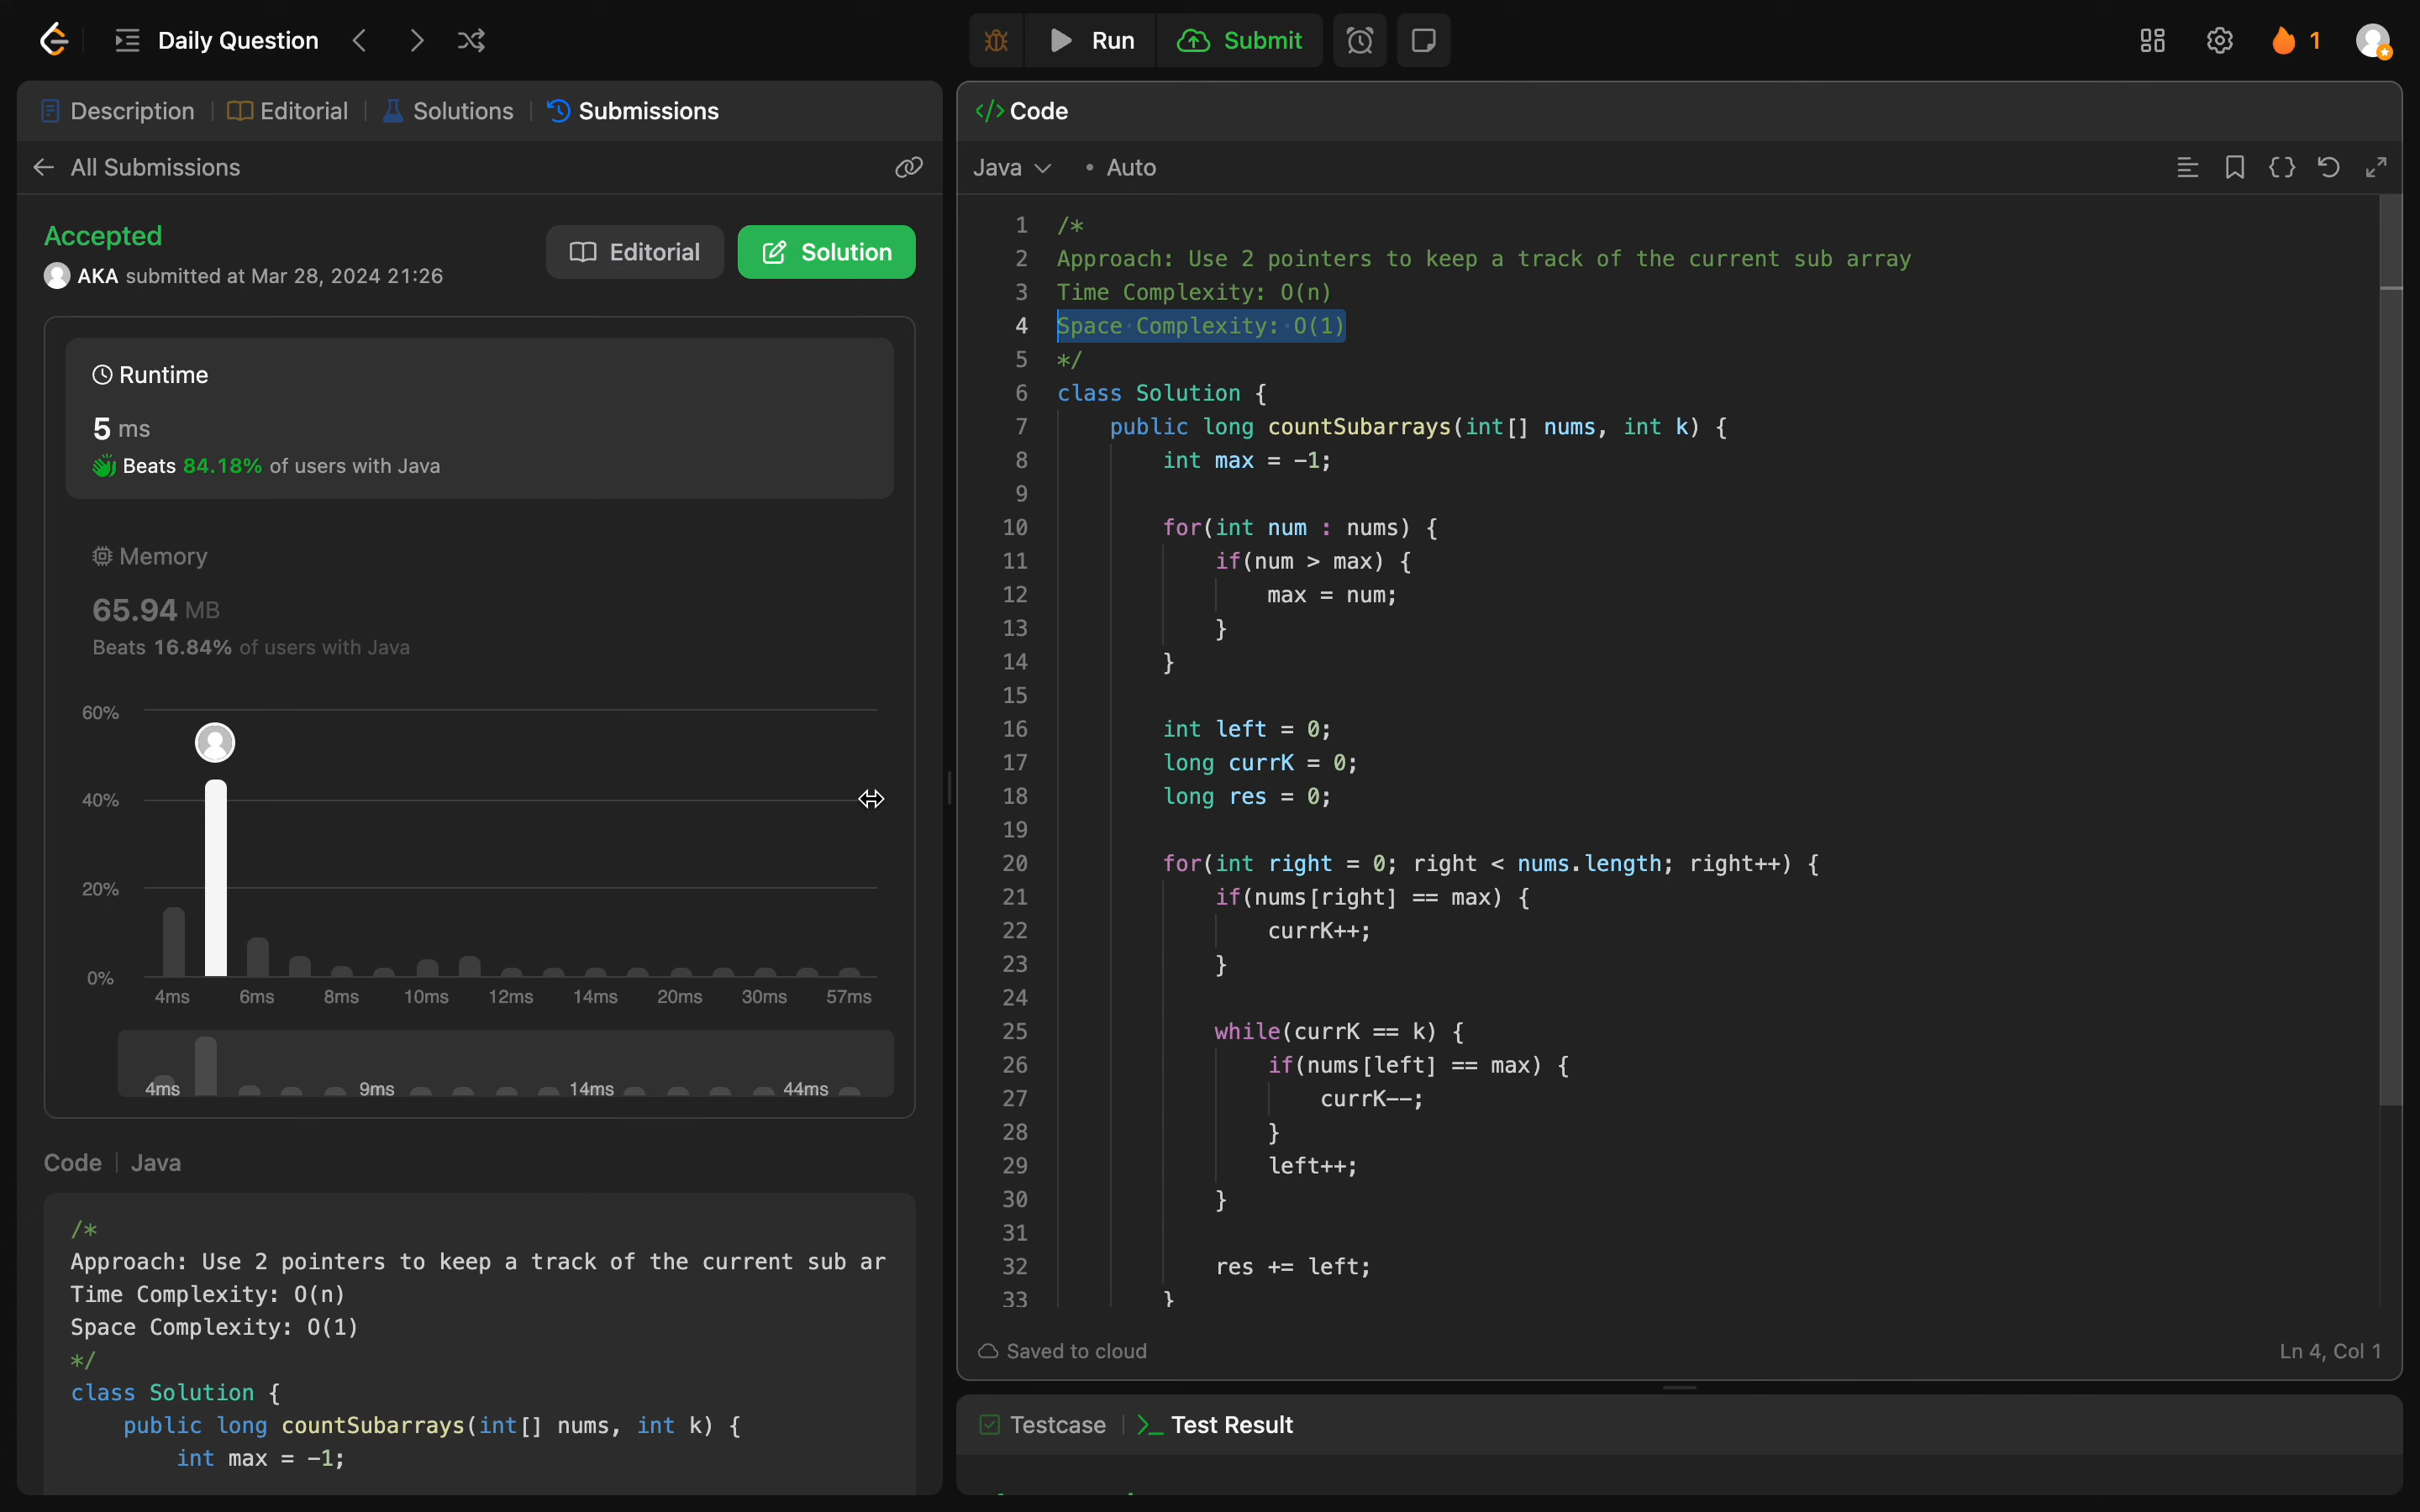 Daily Question
Run
Submit
1
Description
Editorial
Solutions
Submissions
All Submissions
Accepted
AKA submitted at Mar 28, 2024 21:26
Editorial
Solution
Runtime
5 ms
Beats 84.18% of users with Java
Memory
65.94 MB
Beats 16.84% of users with Java
60%
40%
20%
0%
4ms 6ms 8ms 10ms 12ms 14ms 20ms 30ms 57ms
4ms 9ms 14ms 44ms
Code | Java
/*
Approach: Use 2 pointers to keep a track of the current sub ar
Time Complexity: O(n)
Space Complexity: O(1)
*/
class Solution {
    public long countSubarrays(int[] nums, int k) {
        int max = -1;
</> Code
Java • Auto
1 /*
2 Approach: Use 2 pointers to keep a track of the current sub array
3 Time Complexity: O(n)
4 Space Complexity: O(1)
5 */
6 class Solution {
7     public long countSubarrays(int[] nums, int k) {
8         int max = -1;
9
10         for(int num : nums) {
11             if(num > max) {
12                 max = num;
13             }
14         }
15
16         int left = 0;
17         long currK = 0;
18         long res = 0;
19
20         for(int right = 0; right < nums.length; right++) {
21             if(nums[right] == max) {
22                 currK++;
23             }
24
25             while(currK == k) {
26                 if(nums[left] == max) {
27                     currK--;
28                 }
29                 left++;
30             }
31
32             res += left;
33         }
Saved to cloud
Ln 4, Col 1
Testcase
Test Result